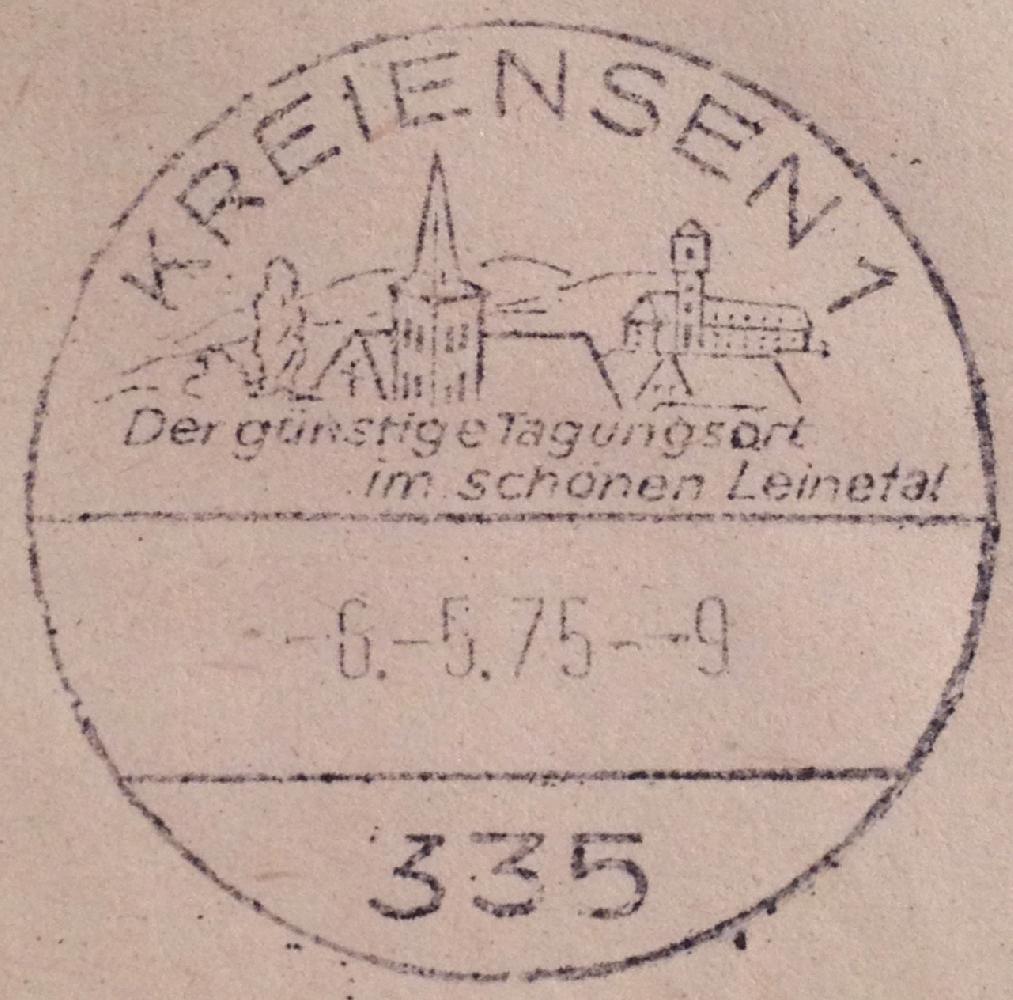 KREIENSEN 1
Der günstige Tagungsort
im schönen Leinetal
-6.-5.75--9
335